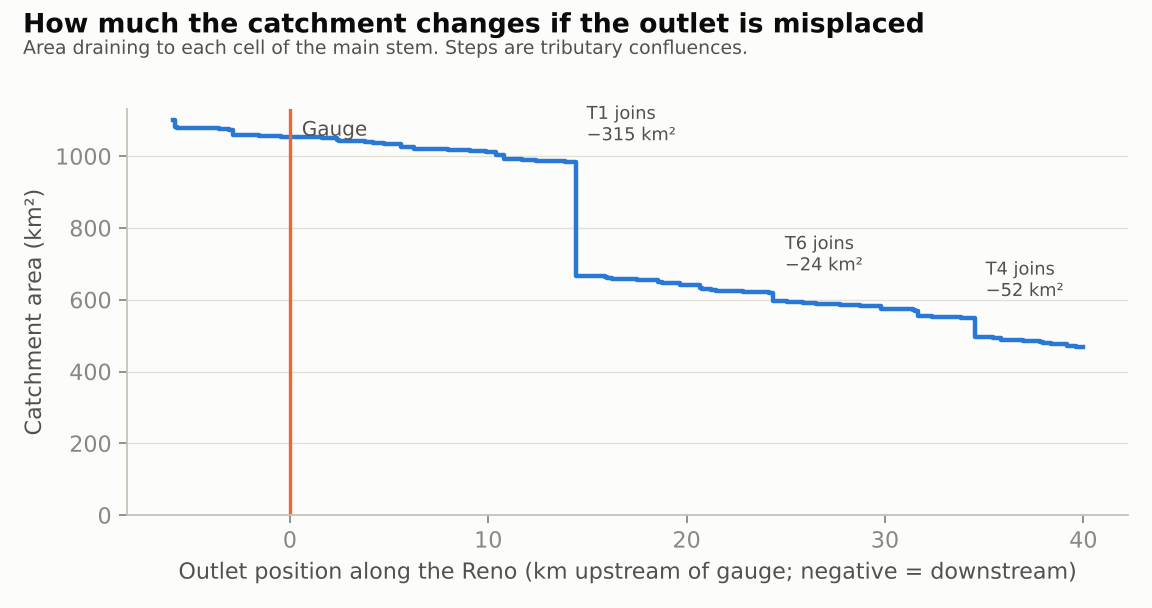 How much the catchment changes if the outlet is misplaced
Area draining to each cell of the main stem. Steps are tributary confluences.
T1 joins
−315 km²
Gauge
T6 joins
−24 km²
T4 joins
−52 km²
Catchment area (km²)
1000
800
600
400
200
0
0 10 20 30 40
Outlet position along the Reno (km upstream of gauge; negative = downstream)